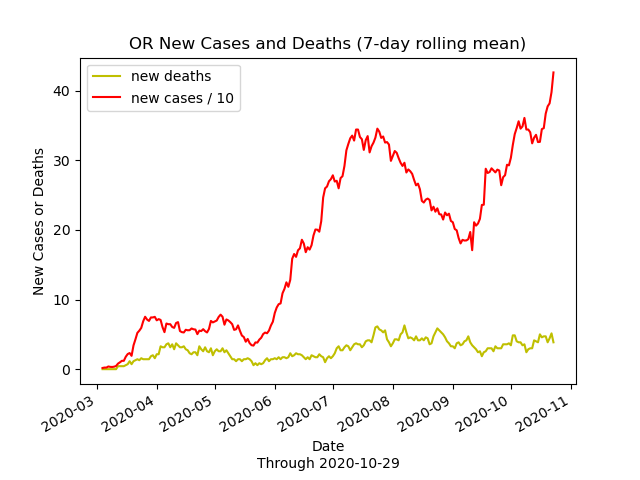 OR New Cases and Deaths (7-day rolling mean)
new deaths
new cases / 10
New Cases or Deaths
40
30
20
10
0
2020-03
2020-04
2020-05
2020-06
2020-07
2020-08
2020-09
2020-10
2020-11
Date
Through 2020-10-29